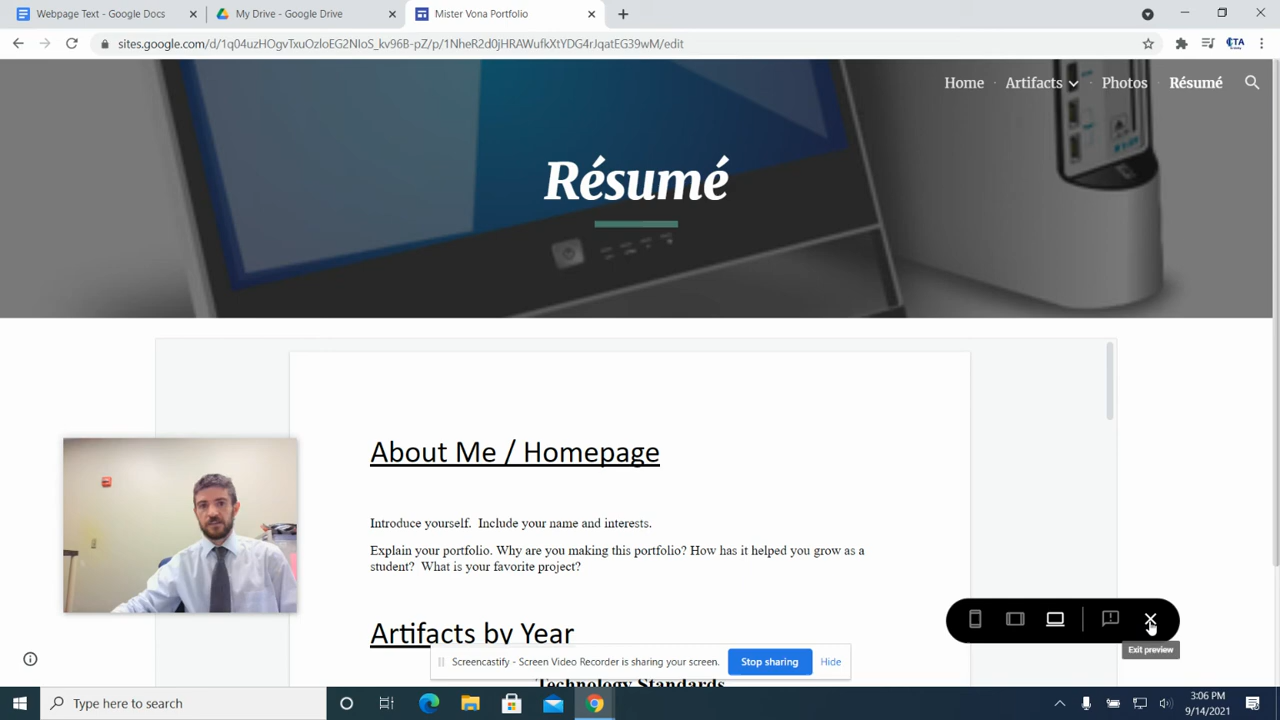 Webpage Text - Google Docs
My Drive - Google Drive
Mister Vona Portfolio
sites.google.com/d/1q04uzHOgvTxuOzloEG2NIoS_kv96B-pZ/p/1NheR2d0jHBAWufkXtYDG4rJqatEG39wM/edit
CTA
Home
Artifacts
Photos
Résumé
Résumé
About Me / Homepage
Introduce yourself.  Include your name and interests.
Explain your portfolio. Why are you making this portfolio? How has it helped you grow as a
student?  What is your favorite project?
Exit preview
Artifacts by Year
Screencastify - Screen Video Recorder is sharing your screen.
Stop sharing
Hide
Technology Standards
Type here to search
3:06 PM
9/14/2021